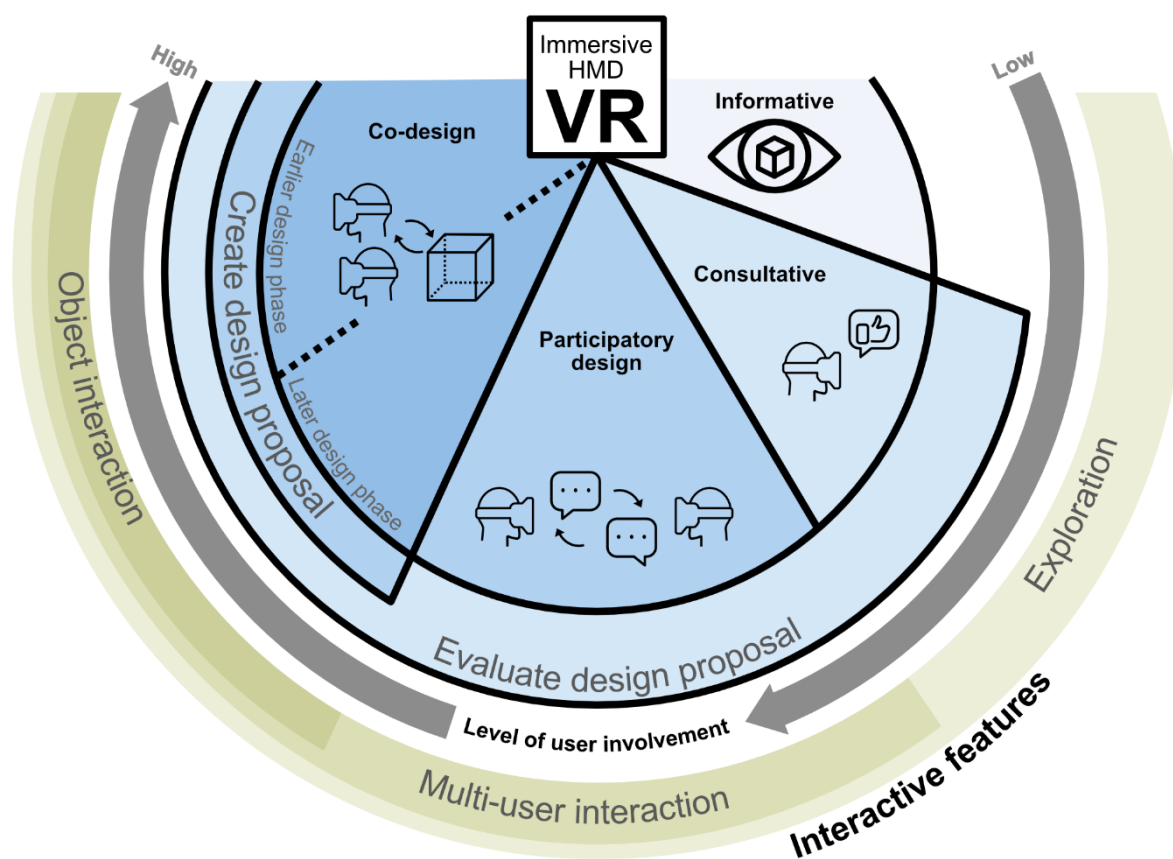 Immersive
HMD
VR
High
Low
Informative
Co-design
Consultative
Participatory
design
Earlier design phase
Later design phase
Create design proposal
Evaluate design proposal
Level of user involvement
Object interaction
Multi-user interaction
Exploration
Interactive features